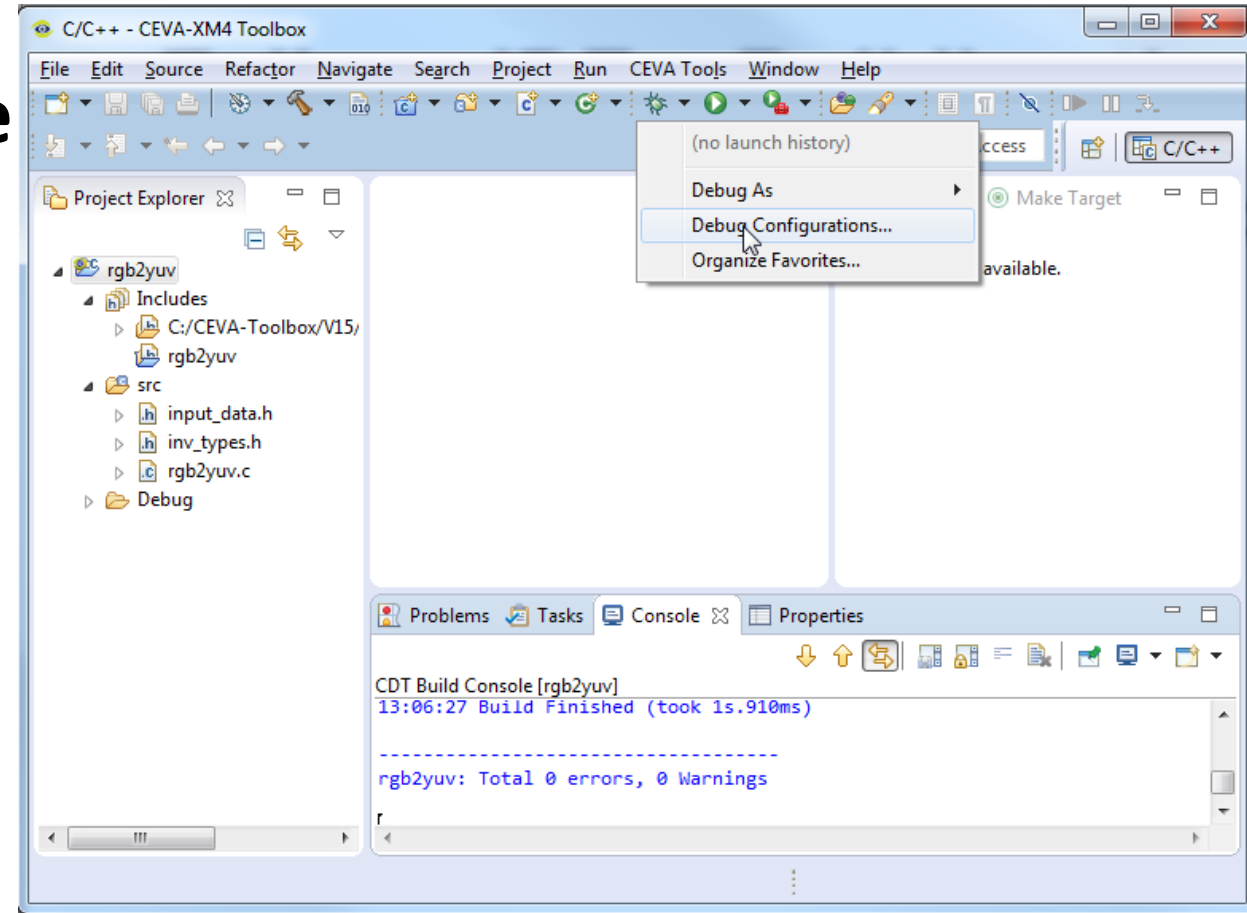 C/C++ - CEVA-XM4 Toolbox
File Edit Source Refactor Navigate Search Project Run CEVA Tools Window Help
e
010
(no launch history)
ccess
C/C++
Debug As
Debug Configurations...
Organize Favorites...
Project Explorer
Make Target
available.
rgb2yuv
Includes
C:/CEVA-Toolbox/V15/
rgb2yuv
src
input_data.h
inv_types.h
rgb2yuv.c
Debug
Problems Tasks Console Properties
CDT Build Console [rgb2yuv]
13:06:27 Build Finished (took 1s.910ms)
------------------------------------
rgb2yuv: Total 0 errors, 0 Warnings
r